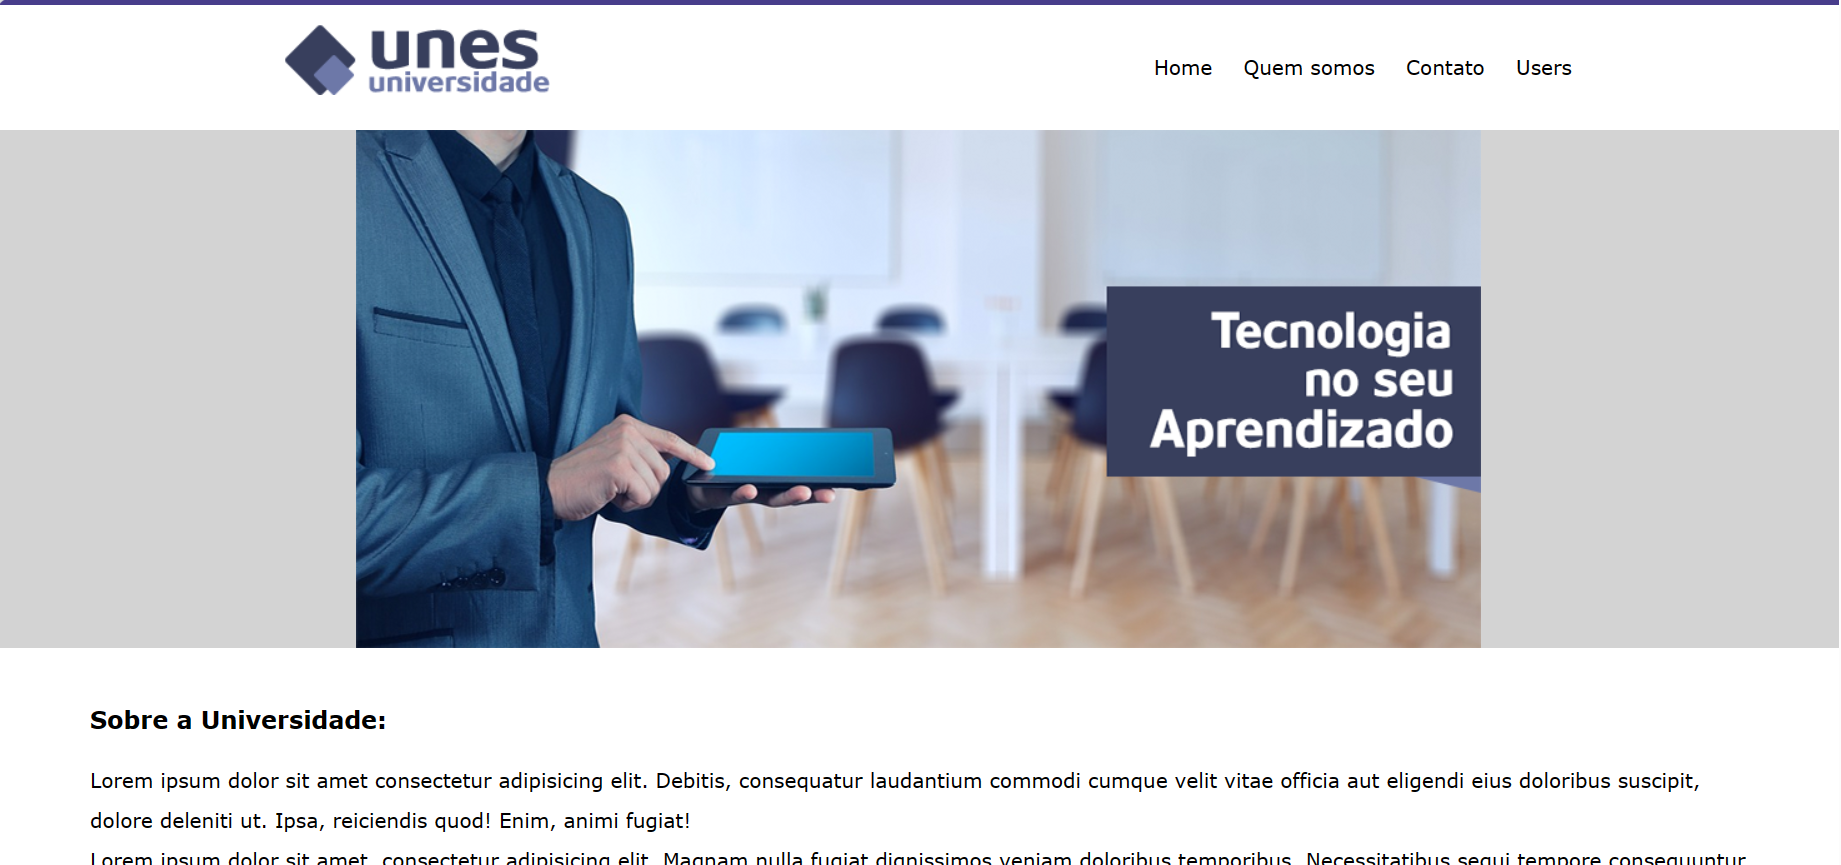 unes
universidade
Home Quem somos Contato Users
Tecnologia
no seu
Aprendizado
Sobre a Universidade:
Lorem ipsum dolor sit amet consectetur adipisicing elit. Debitis, consequatur laudantium commodi cumque velit vitae officia aut eligendi eius doloribus suscipit,
dolore deleniti ut. Ipsa, reiciendis quod! Enim, animi fugiat!
Lorem ipsum dolor sit amet, consectetur adipisicing elit. Magnam nulla fugiat dignissimos veniam doloribus temporibus. Necessitatibus sequi tempore consequuntur